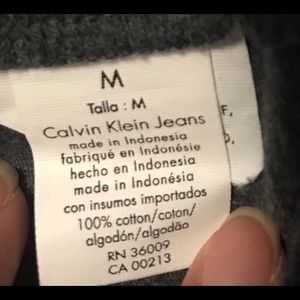 M
Talla : M
Calvin Klein Jeans
made in Indonesia
fabriqué en Indonésie
hecho en Indonesia
made in Indonésia
con insumos importados
100% cotton/coton/
algodón/algodão
RN 36009
CA 00213
F,